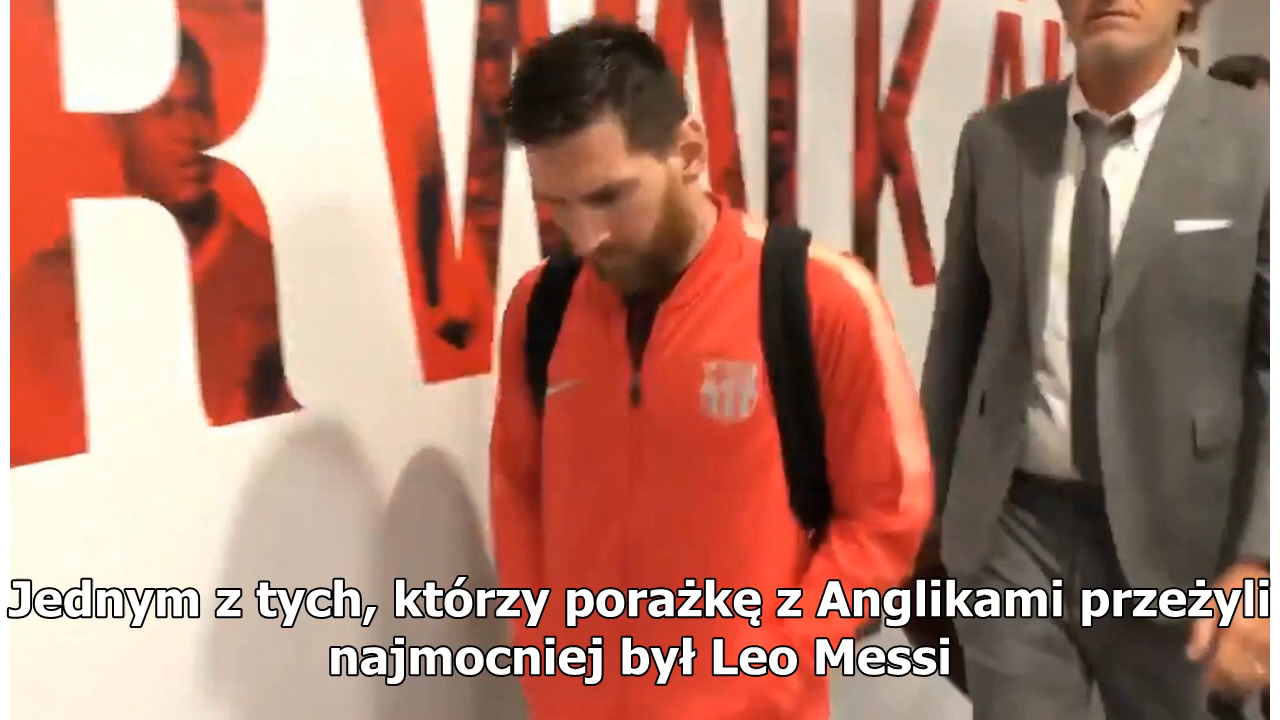 Jednym z tych, którzy porażkę z Anglikami przeżyli
najmocniej był Leo Messi